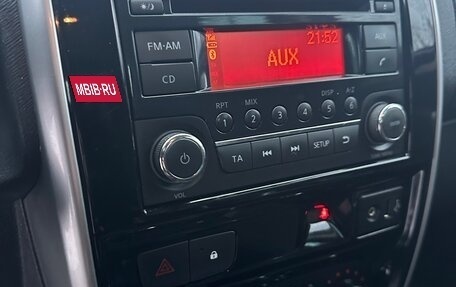 21:52
FM-AM
AUX
AUX
CD
MBIB.RU
RPT MIX DISP A-Z
1 2 3 4 5 6
TA
SETUP
VOL